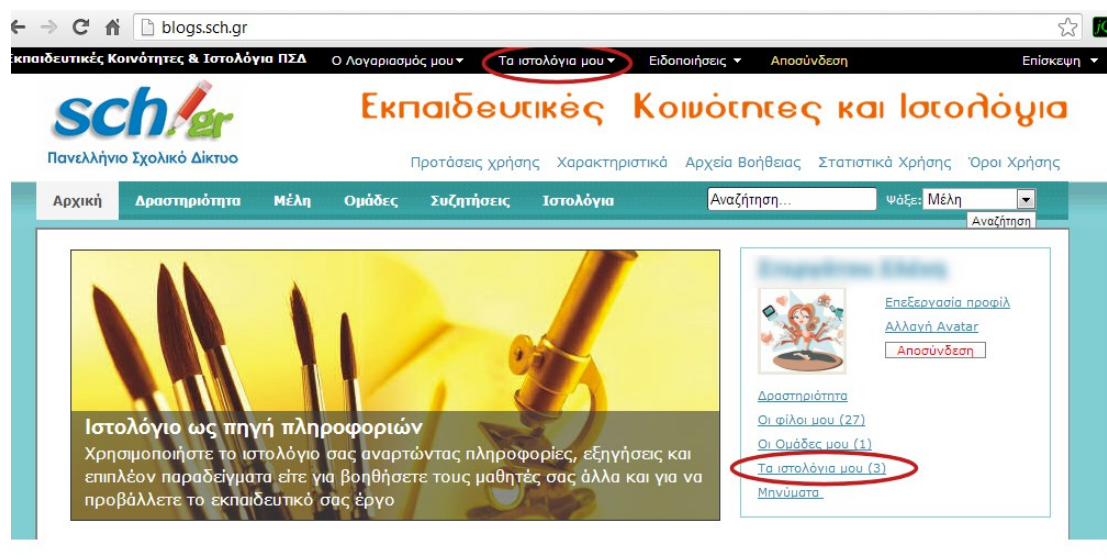 blogs.sch.gr
Εκπαιδευτικές Κοινότητες & Ιστολόγια ΠΣΔ Ο Λογαριασμός μου Τα ιστολόγια μου Ειδοποιήσεις Αποσύνδεση Επίσκεψη
sch.gr
Πανελλήνιο Σχολικό Δίκτυο
Εκπαιδευτικές Κοινότητες και Ιστολόγια
Προτάσεις χρήσης Χαρακτηριστικά Αρχεία Βοήθειας Στατιστικά Χρήσης Όροι Χρήσης
Αρχική Δραστηριότητα Μέλη Ομάδες Συζητήσεις Ιστολόγια Αναζήτηση... Ψάξε: Μέλη
Αναζήτηση
Επεξεργασία προφίλ
Αλλαγή Avatar
Αποσύνδεση
Δραστηριότητα
Οι φίλοι μου (27)
Οι Ομάδες μου (1)
Τα ιστολόγια μου (3)
Μηνύματα
Ιστολόγιο ως πηγή πληροφοριών
Χρησιμοποιήστε το ιστολόγιο σας αναρτώντας πληροφορίες, εξηγήσεις και
επιπλέον παραδείγματα είτε για βοηθήσετε τους μαθητές σας άλλα και για να
προβάλλετε το εκπαιδευτικό σας έργο